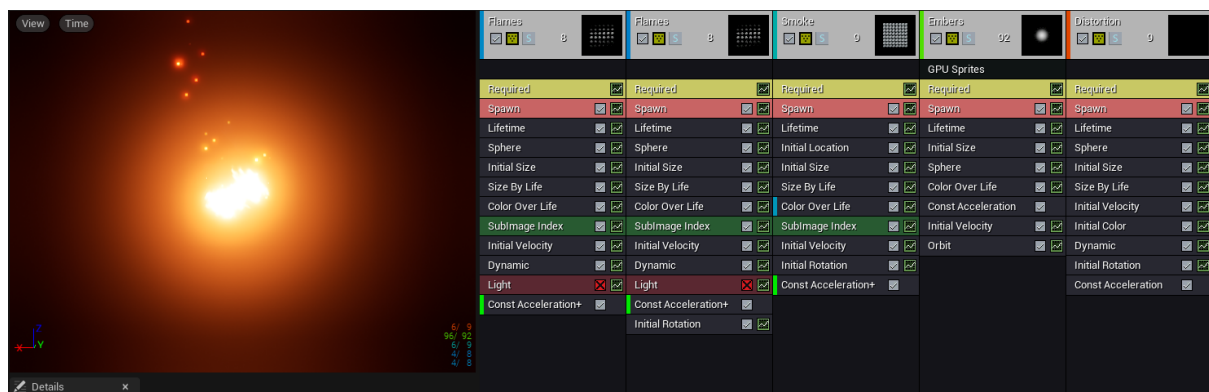 View Time
Z
X Y
6/ 9
96/ 92
6/ 9
4/ 8
4/ 8
Details ×
Flames
S 8
Required
Spawn
Lifetime
Sphere
Initial Size
Size By Life
Color Over Life
SubImage Index
Initial Velocity
Dynamic
Light
Const Acceleration+
Flames
S 8
Required
Spawn
Lifetime
Sphere
Initial Size
Size By Life
Color Over Life
SubImage Index
Initial Velocity
Dynamic
Light
Const Acceleration+
Initial Rotation
Smoke
S 9
Required
Spawn
Lifetime
Initial Location
Initial Size
Size By Life
Color Over Life
SubImage Index
Initial Velocity
Initial Rotation
Const Acceleration+
Embers
S 92
GPU Sprites
Required
Spawn
Lifetime
Initial Size
Sphere
Color Over Life
Const Acceleration
Initial Velocity
Orbit
Distortion
S 9
Required
Spawn
Lifetime
Sphere
Initial Size
Size By Life
Initial Velocity
Initial Color
Dynamic
Initial Rotation
Const Acceleration